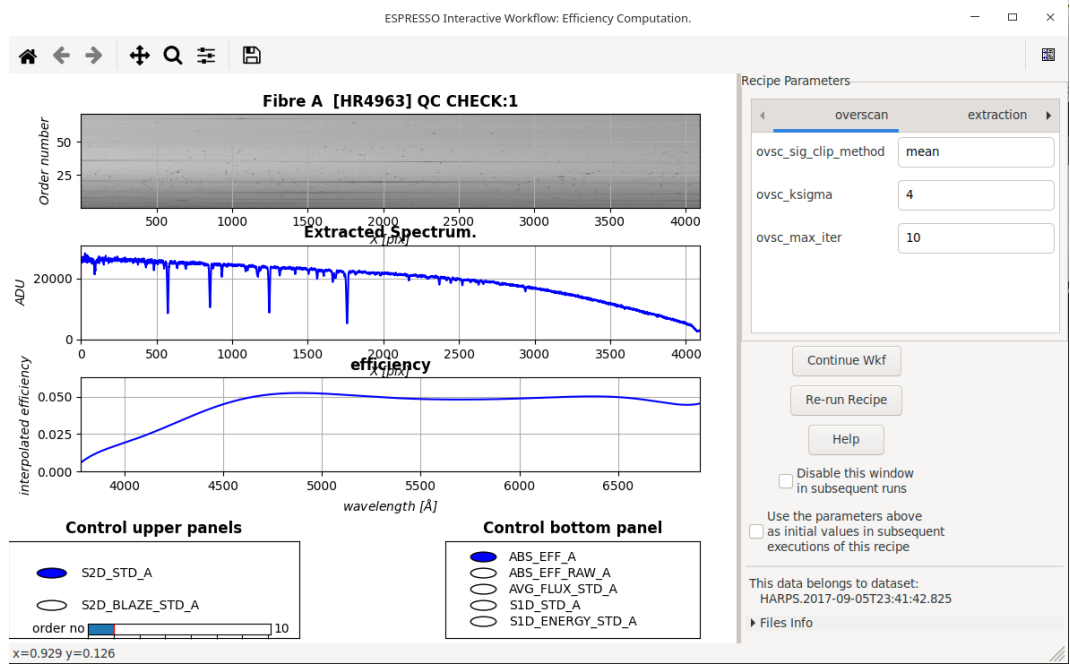 ESPRESSO Interactive Workflow: Efficiency Computation.
Fibre A [HR4963] QC CHECK:1
Order number
50
25
500 1000 1500 2000 2500 3000 3500 4000
X [pix]
Extracted Spectrum.
ADU
20000
0
0 500 1000 1500 2000 2500 3000 3500 4000
X [pix]
efficiency
interpolated efficiency
0.050
0.025
0.000
4000 4500 5000 5500 6000 6500
wavelength [Å]
Control upper panels
S2D_STD_A
S2D_BLAZE_STD_A
order no 10
Control bottom panel
ABS_EFF_A
ABS_EFF_RAW_A
AVG_FLUX_STD_A
S1D_STD_A
S1D_ENERGY_STD_A
x=0.929 y=0.126
Recipe Parameters
overscan extraction
ovsc_sig_clip_method mean
ovsc_ksigma 4
ovsc_max_iter 10
Continue Wkf
Re-run Recipe
Help
Disable this window
in subsequent runs
Use the parameters above
as initial values in subsequent
executions of this recipe
This data belongs to dataset:
HARPS.2017-09-05T23:41:42.825
Files Info